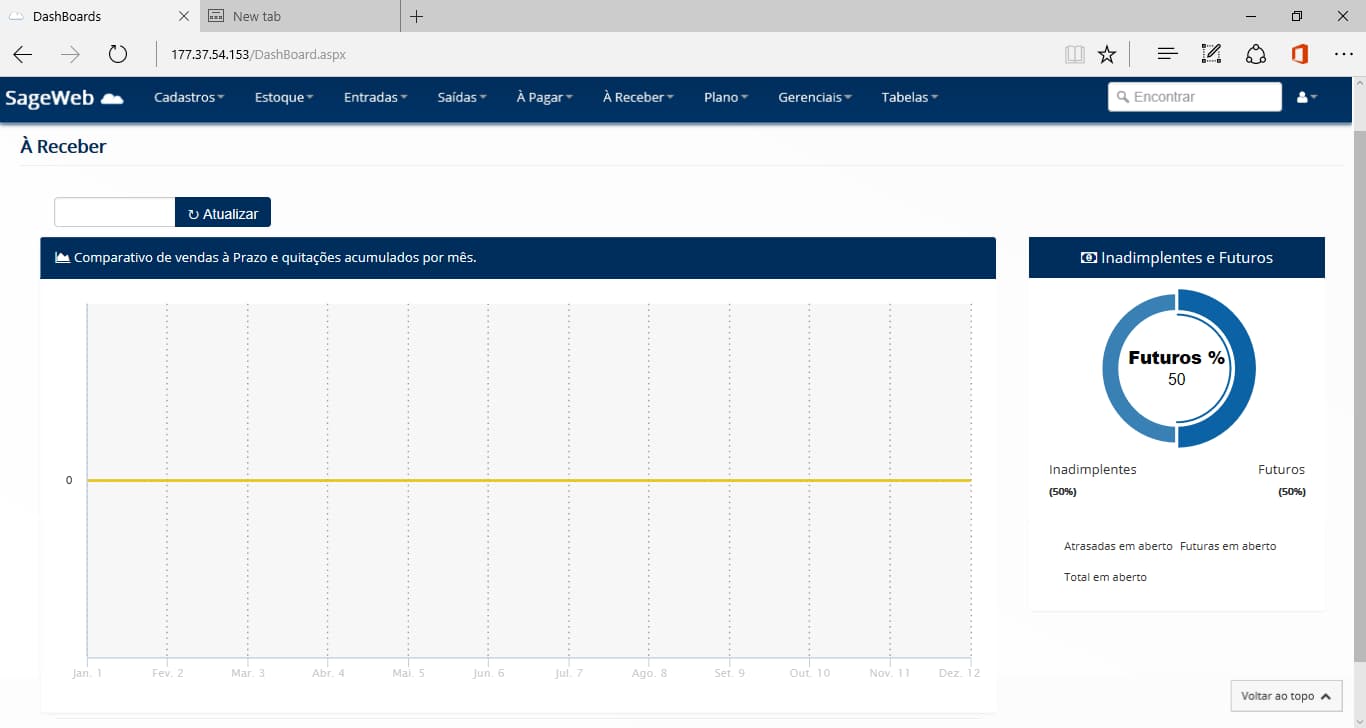 DashBoards
New tab
177.37.54.153/DashBoard.aspx
SageWeb
Cadastros
Estoque
Entradas
Saídas
À Pagar
À Receber
Plano
Gerenciais
Tabelas
Encontrar
À Receber
↻ Atualizar
Comparativo de vendas à Prazo e quitações acumulados por mês.
Inadimplentes e Futuros
Futuros %
50
Inadimplentes
Futuros
(50%)
(50%)
Atrasadas em aberto Futuras em aberto
Total em aberto
0
Jan. 1 Fev. 2 Mar. 3 Abr. 4 Mai. 5 Jun. 6 Jul. 7 Ago. 8 Set. 9 Out. 10 Nov. 11 Dez. 12
Voltar ao topo